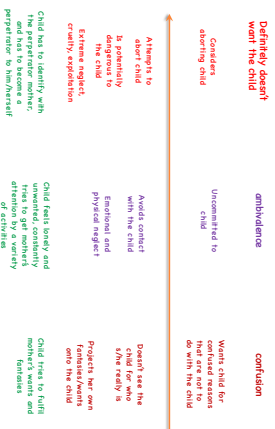 Definitely doesn't
want the child
ambivalence
confusion
Considers
aborting child
Uncommitted to
child
Wants child for
confused reasons
that are not to
do with the child
Attempts to
abort child
Is potentially
dangerous to
the child
Extreme neglect,
cruelty, exploitation
Avoids contact
with the child
Emotional and
physical neglect
Doesn't see the
child for who
s/he really is
Projects her own
fantasies/wants
onto the child
Child has to identify with
the perpetrator mother,
and has to become a
perpetrator to him/herself
Child feels lonely and
unwanted, constantly
tries to get mother's
attention by a variety
of activities
Child tries to fulfil
mother's wants and
fantasies